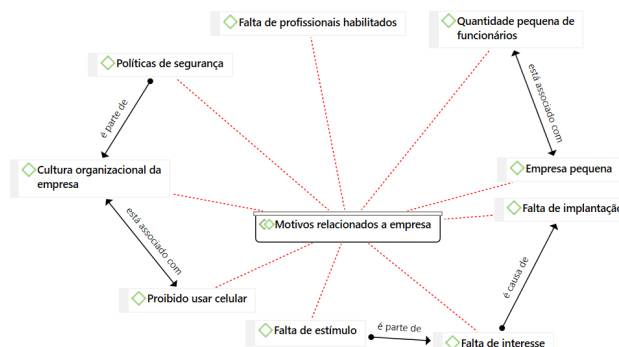 Falta de profissionais habilitados
Quantidade pequena de
funcionários
Políticas de segurança
está associado com
é parte de
Cultura organizacional da
empresa
Empresa pequena
está associado com
Falta de implantação
Motivos relacionados a empresa
é causa de
Proibido usar celular
Falta de estímulo
é parte de
Falta de interesse